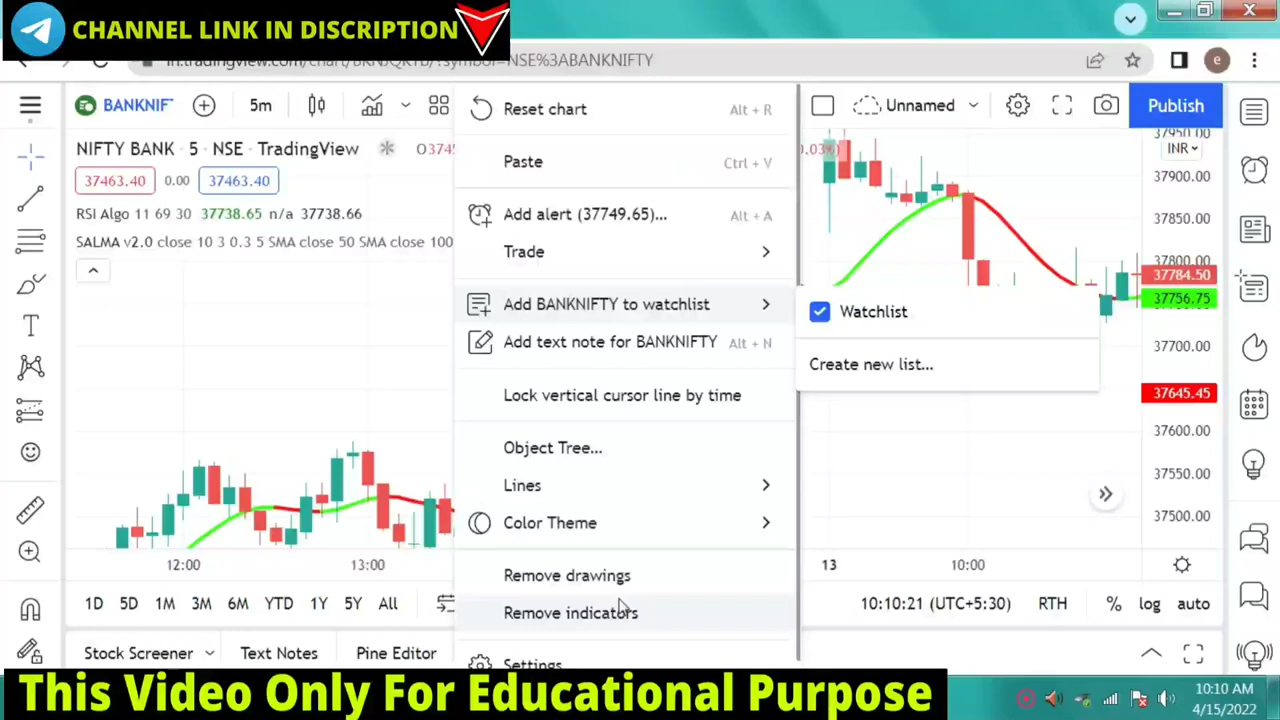 CHANNEL LINK IN DISCRIPTION
NSE%3ABANKNIFTY
e
BANKNIF
5m
Unnamed
Publish
NIFTY BANK · 5 · NSE · TradingView
37463.40 0.00 37463.40
RSI Algo 11 69 30 37738.65 n/a 37738.66
SALMA v2.0 close 10 3 0.3 5 SMA close 50 SMA close 100
Reset chart Alt + R
Paste Ctrl + V
Add alert (37749.65)... Alt + A
Trade
Add BANKNIFTY to watchlist
Add text note for BANKNIFTY Alt + N
Lock vertical cursor line by time
Object Tree...
Lines
Color Theme
Remove drawings
Remove indicators
Settings
Watchlist
Create new list...
37950.00
INR
37900.00
37850.00
37800.00
37784.50
37756.75
37700.00
37645.45
37600.00
37550.00
37500.00
12:00 13:00 13 10:00
1D 5D 1M 3M 6M YTD 1Y 5Y All
10:10:21 (UTC+5:30) RTH % log auto
Stock Screener Text Notes Pine Editor
This Video Only For Educational Purpose
10:10 AM
4/15/2022